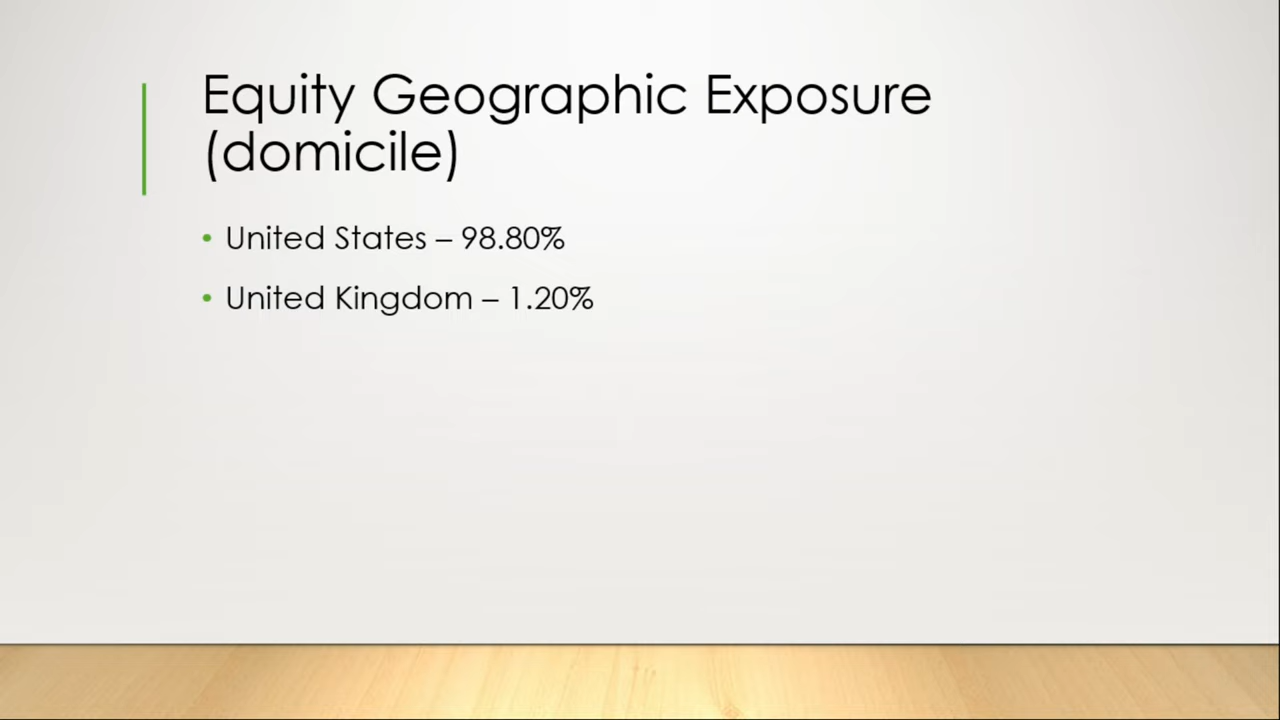 Equity Geographic Exposure
(domicile)
• United States – 98.80%
• United Kingdom – 1.20%